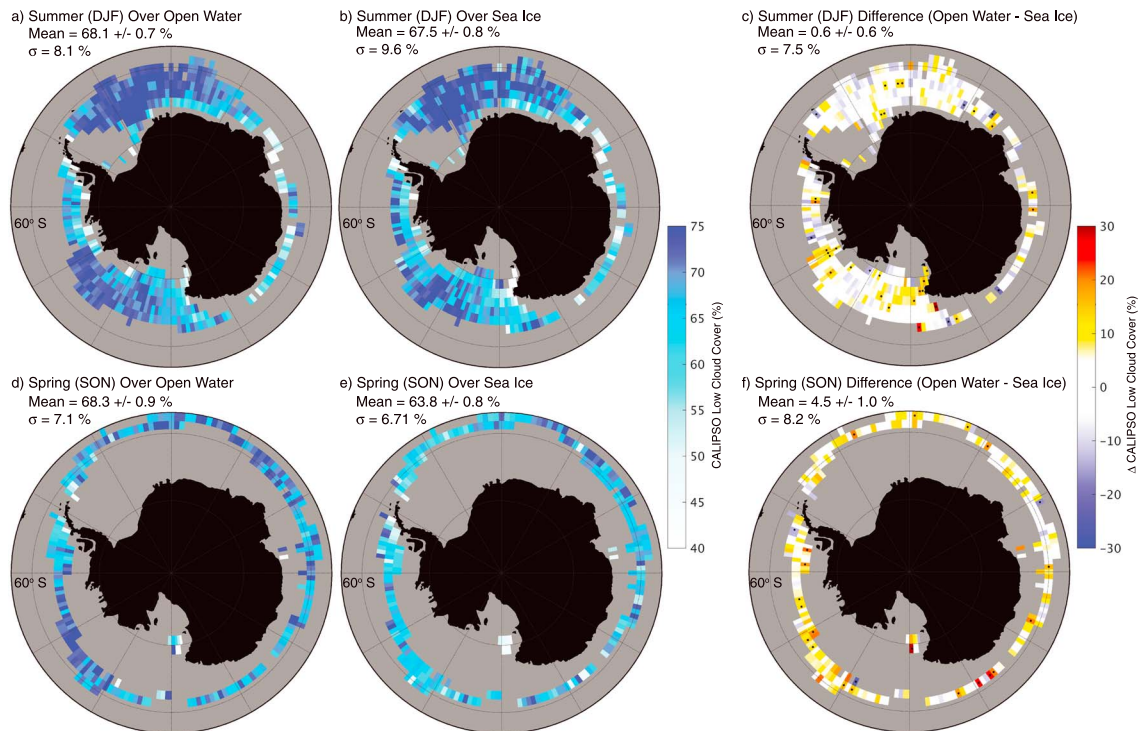 a) Summer (DJF) Over Open Water
Mean = 68.1 +/- 0.7 %
σ = 8.1 %
b) Summer (DJF) Over Sea Ice
Mean = 67.5 +/- 0.8 %
σ = 9.6 %
c) Summer (DJF) Difference (Open Water - Sea Ice)
Mean = 0.6 +/- 0.6 %
σ = 7.5 %
60° S
60° S
60° S
75
70
65
60
55
50
45
40
CALIPSO Low Cloud Cover (%)
30
20
10
0
−10
−20
−30
Δ CALIPSO Low Cloud Cover (%)
d) Spring (SON) Over Open Water
Mean = 68.3 +/- 0.9 %
σ = 7.1 %
e) Spring (SON) Over Sea Ice
Mean = 63.8 +/- 0.8 %
σ = 6.71 %
f) Spring (SON) Difference (Open Water - Sea Ice)
Mean = 4.5 +/- 1.0 %
σ = 8.2 %
60° S
60° S
60° S